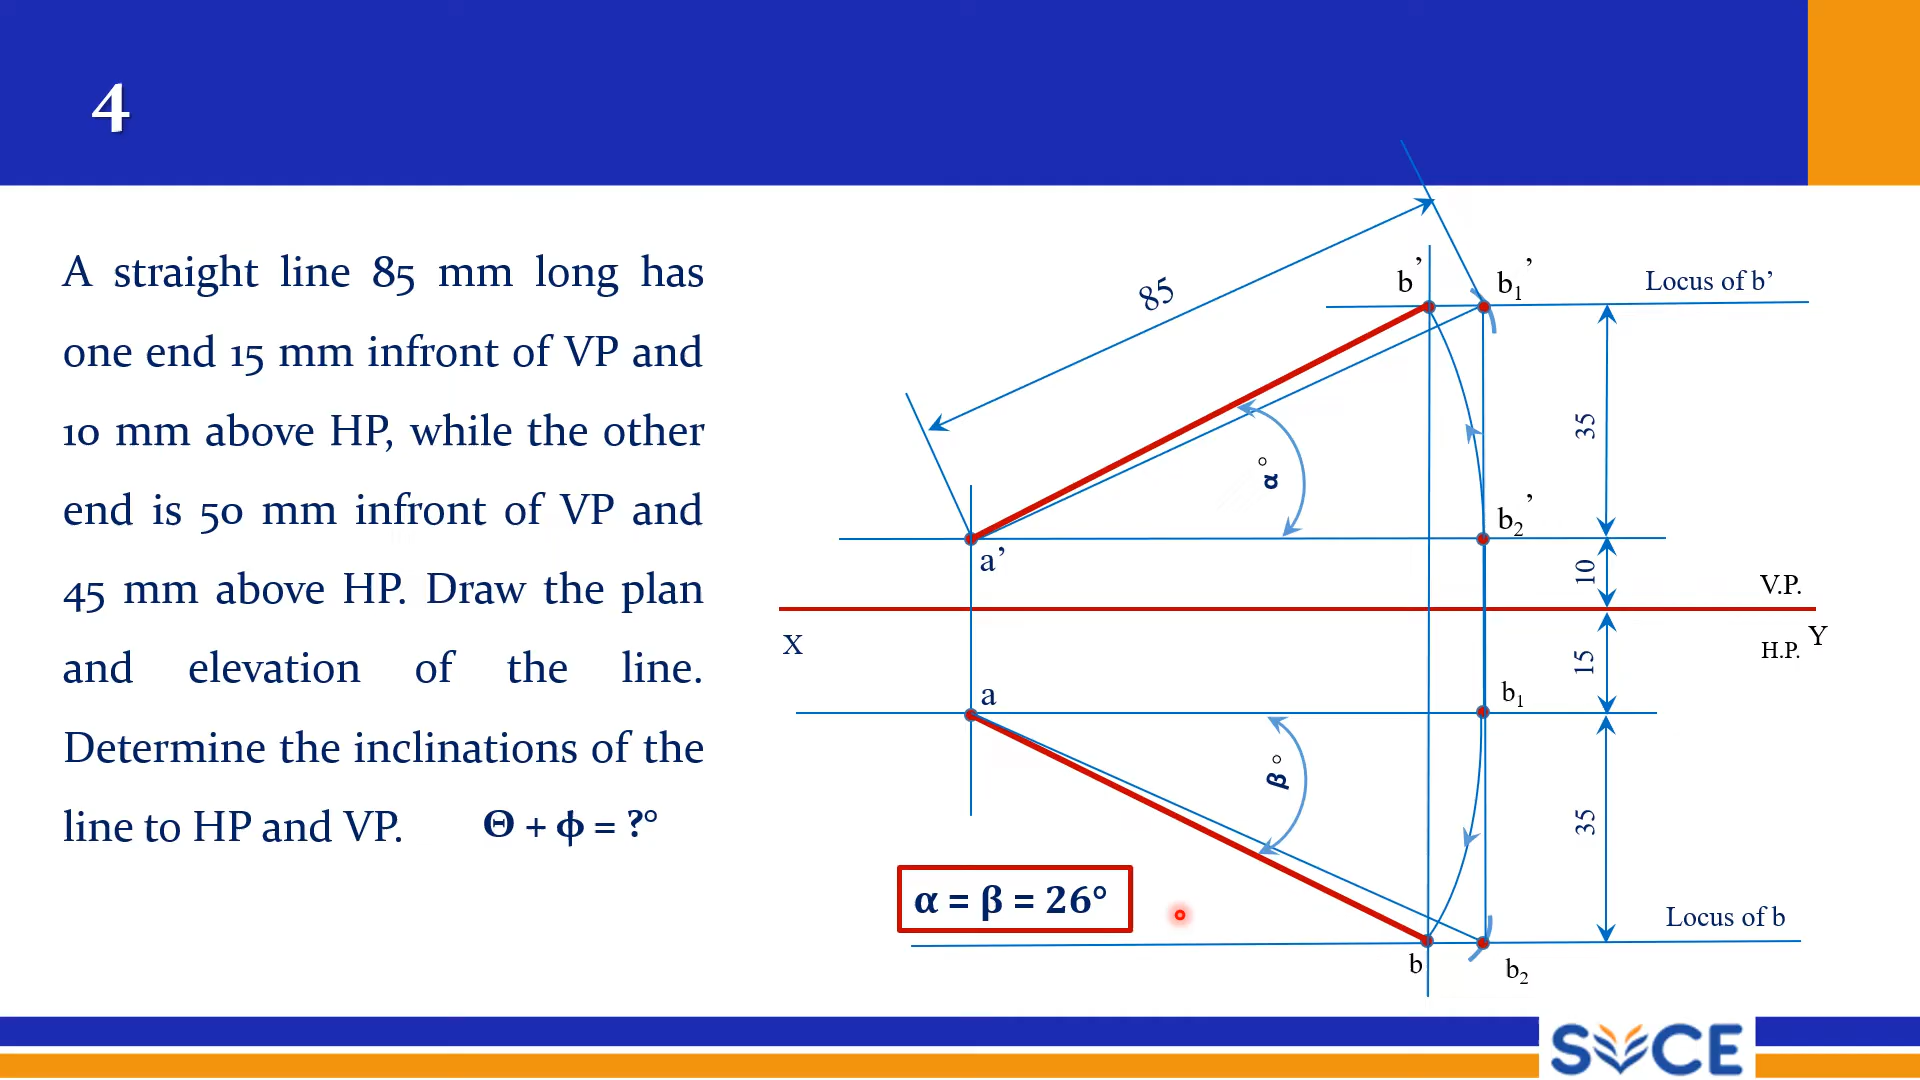 4
A straight line 85 mm long has
one end 15 mm infront of VP and
10 mm above HP, while the other
end is 50 mm infront of VP and
45 mm above HP. Draw the plan
and elevation of the line.
Determine the inclinations of the
line to HP and VP.
Θ + ϕ = ?°
85
b’
b₁’
Locus of b’
35
α°
b₂’
a’
10
V.P.
X
Y
H.P.
15
a
b₁
β°
35
α = β = 26°
Locus of b
b
b₂
SVCE